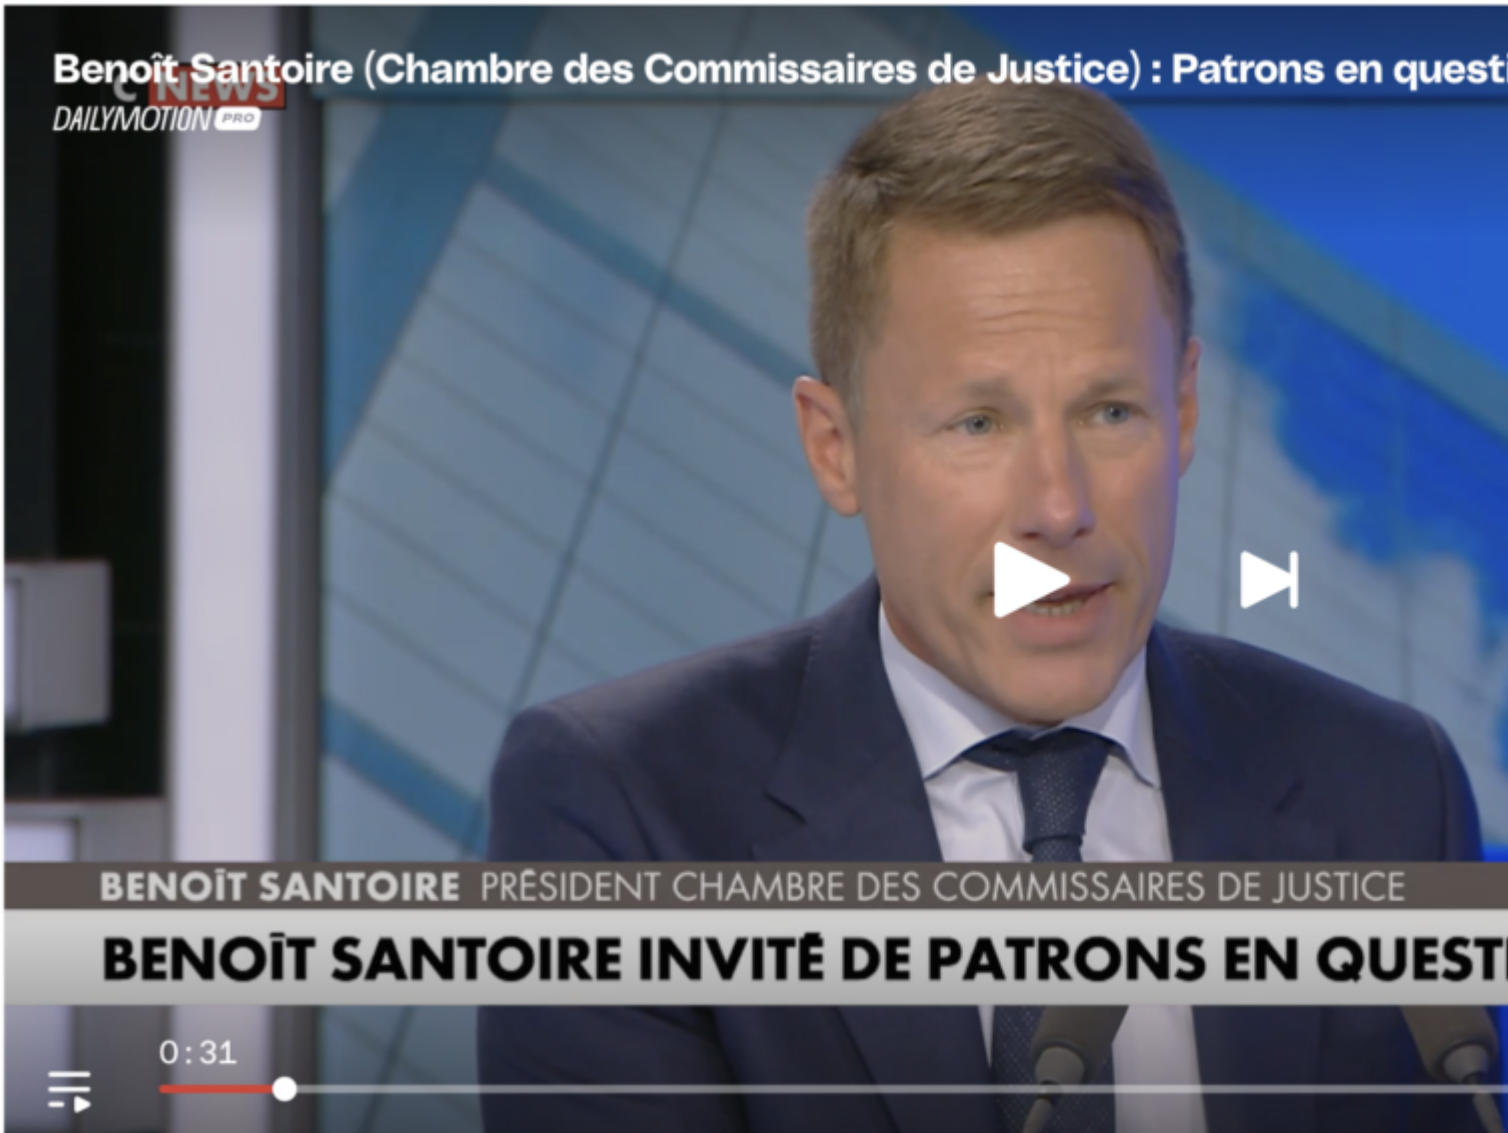 Benoît Santoire (Chambre des Commissaires de Justice) : Patrons en questi
C NEWS
DAILYMOTION PRO
BENOÎT SANTOIRE PRÉSIDENT CHAMBRE DES COMMISSAIRES DE JUSTICE
BENOÎT SANTOIRE INVITÉ DE PATRONS EN QUESTI
0:31